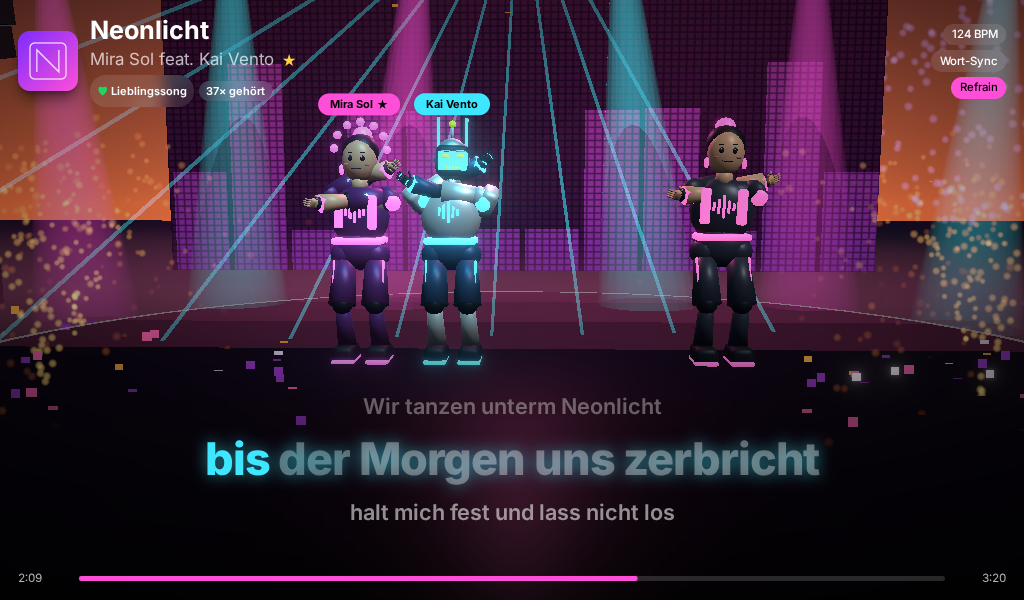 Neonlicht
Mira Sol feat. Kai Vento ★
Lieblingssong
37× gehört
124 BPM
Wort-Sync
Refrain
Mira Sol ★
Kai Vento
Wir tanzen unterm Neonlicht
bis der Morgen uns zerbricht
halt mich fest und lass nicht los
2:09
3:20